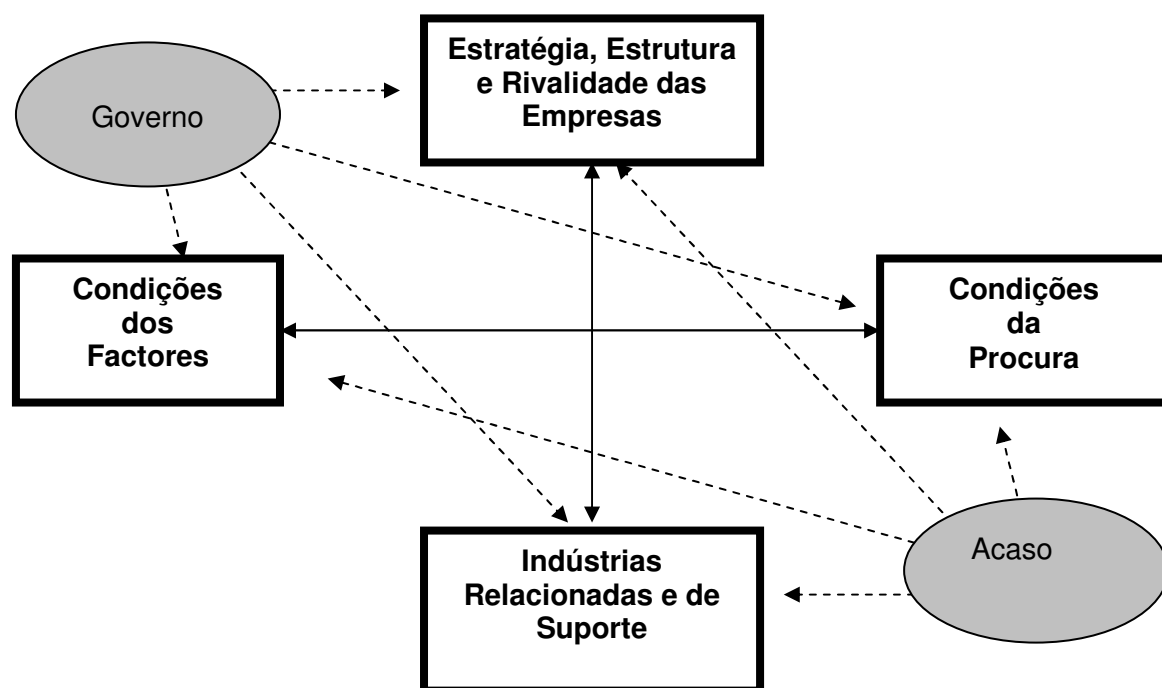 Estratégia, Estrutura
e Rivalidade das
Empresas
Governo
Condições
dos
Factores
Condições
da
Procura
Indústrias
Relacionadas e de
Suporte
Acaso